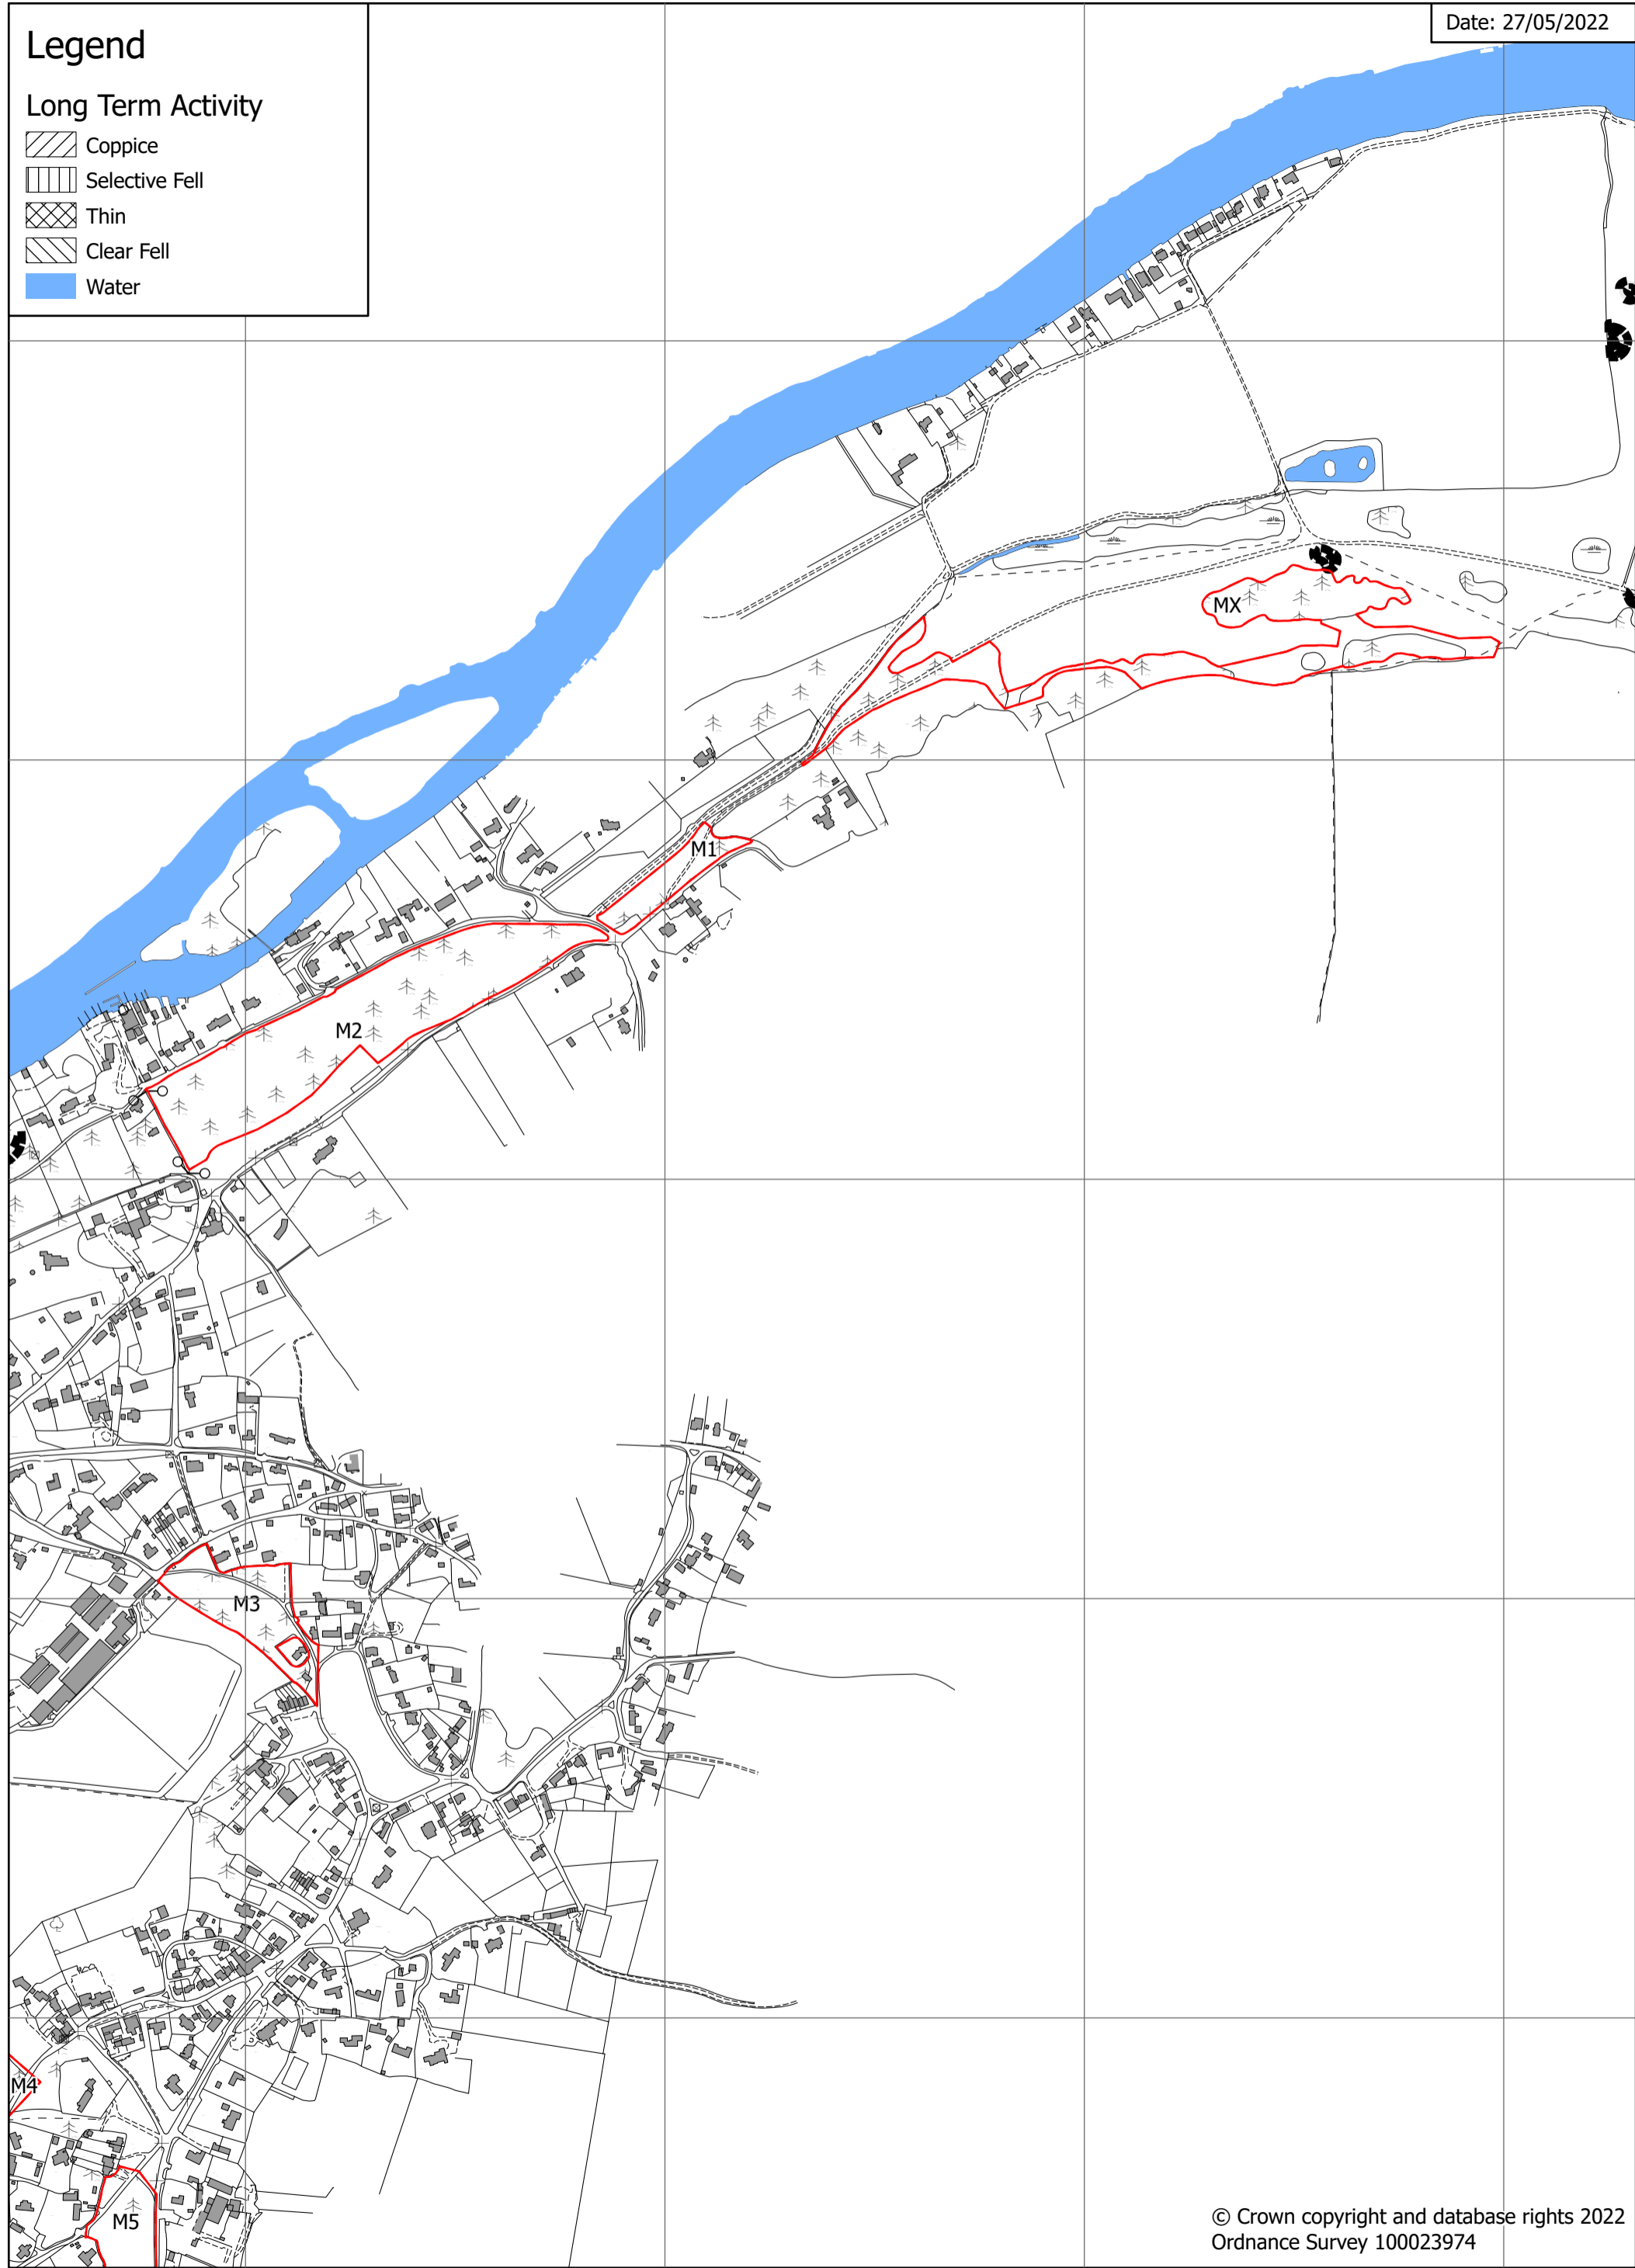 Legend
Date: 27/05/2022
Long Term Activity
Coppice
Selective Fell
Thin
Clear Fell
Water
MX
M1
M2
M3
M4
M5
© Crown copyright and database rights 2022
Ordnance Survey 100023974